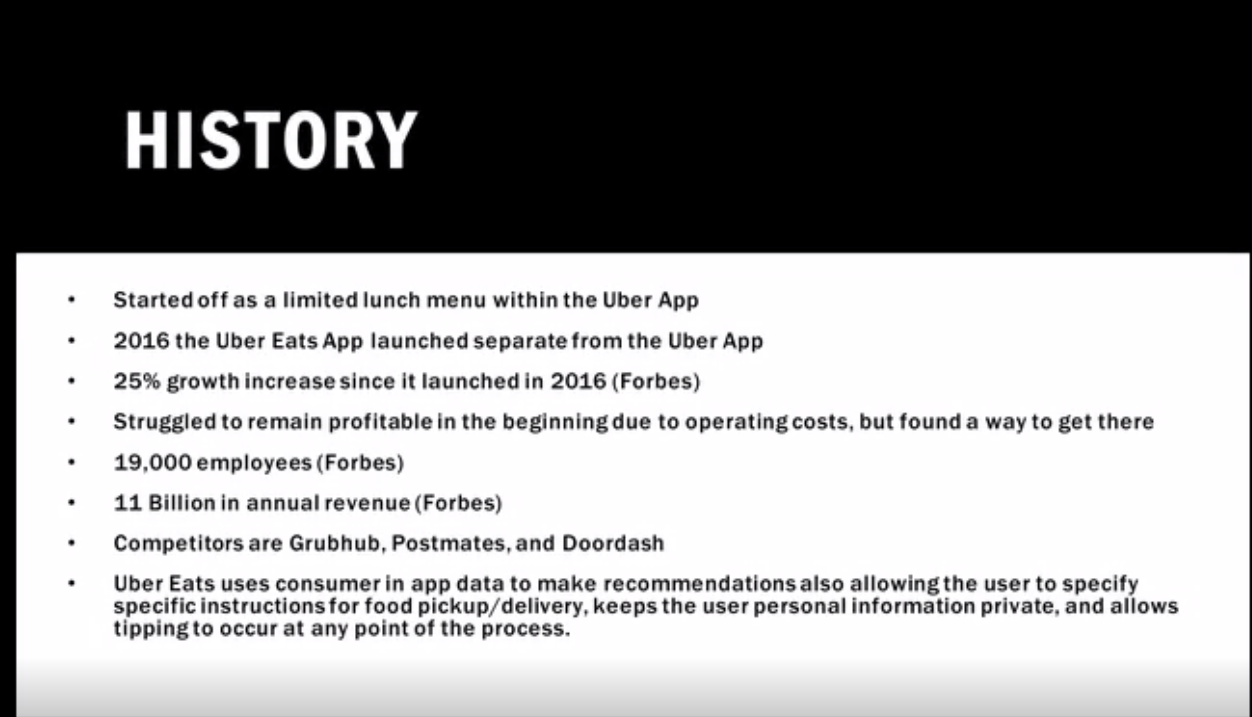 HISTORY
• Started off as a limited lunch menu within the Uber App
• 2016 the Uber Eats App launched separate from the Uber App
• 25% growth increase since it launched in 2016 (Forbes)
• Struggled to remain profitable in the beginning due to operating costs, but found a way to get there
• 19,000 employees (Forbes)
• 11 Billion in annual revenue (Forbes)
• Competitors are Grubhub, Postmates, and Doordash
• Uber Eats uses consumer in app data to make recommendations also allowing the user to specify
specific instructions for food pickup/delivery, keeps the user personal information private, and allows
tipping to occur at any point of the process.